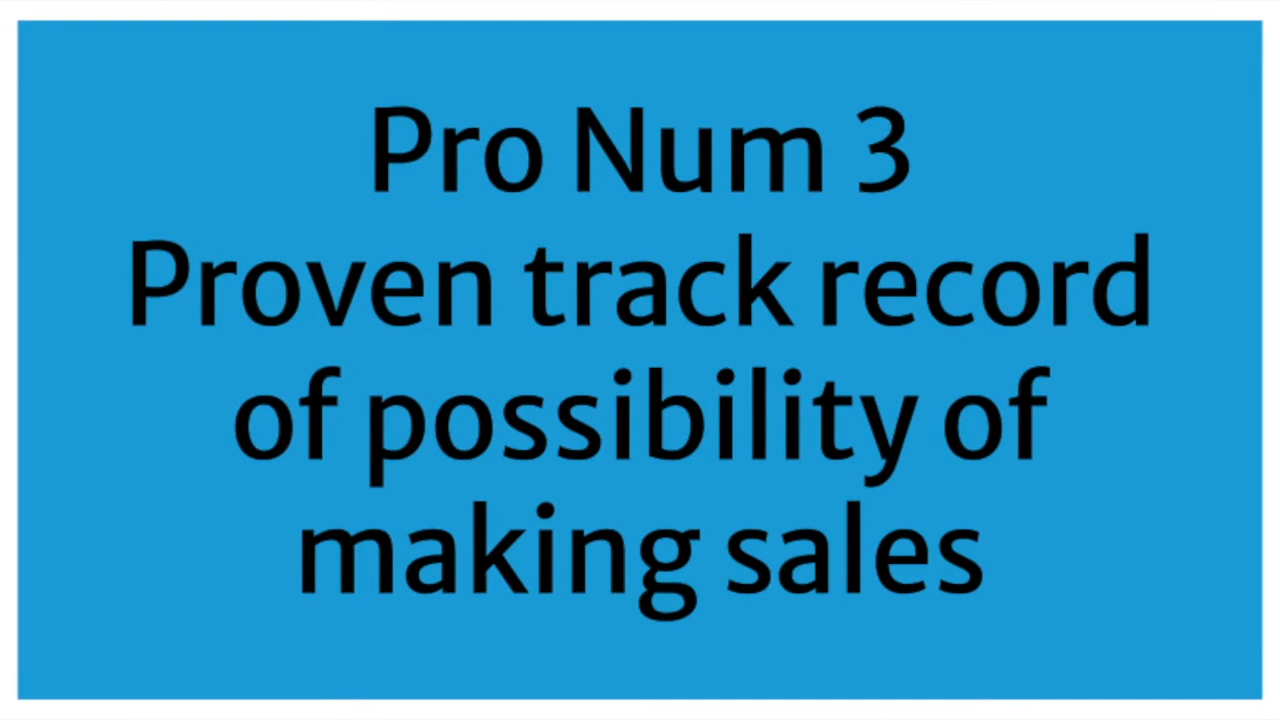 Pro Num 3
Proven track record
of possibility of
making sales